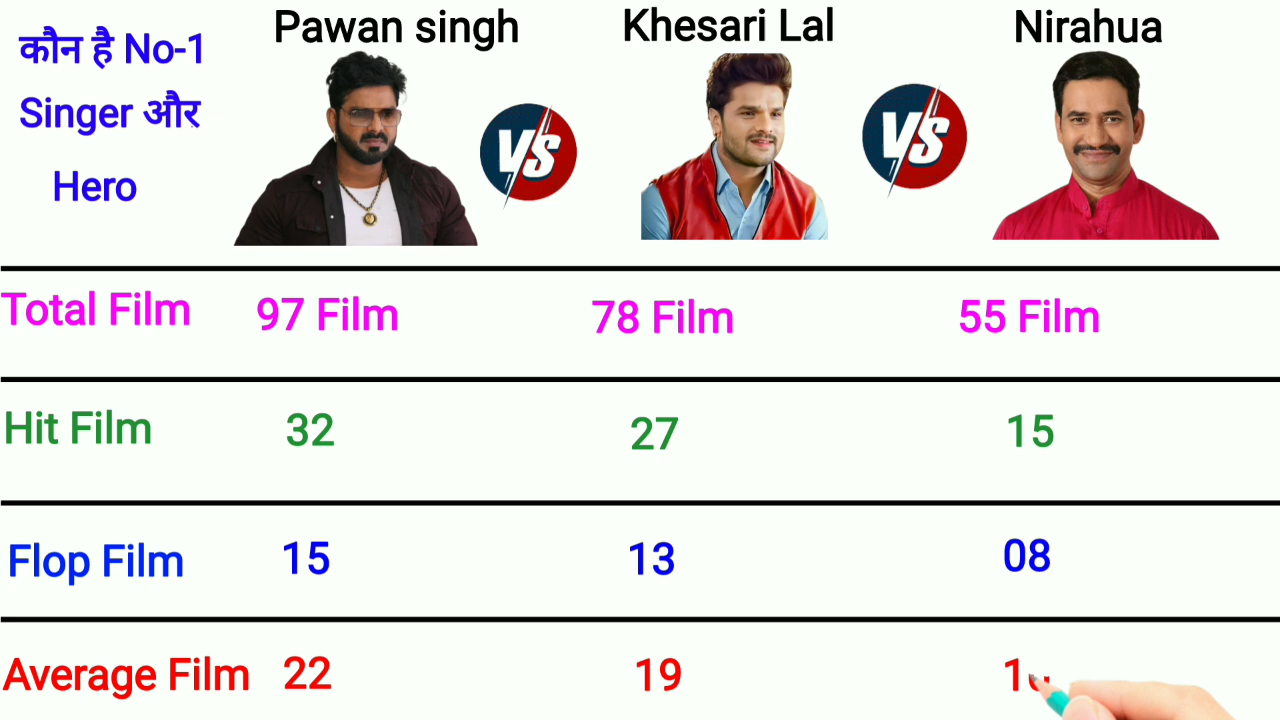 कौन है No-1
Singer और
Hero
Pawan singh
VS
Khesari Lal
VS
Nirahua
Total Film 97 Film 78 Film 55 Film
Hit Film 32 27 15
Flop Film 15 13 08
Average Film 22 19